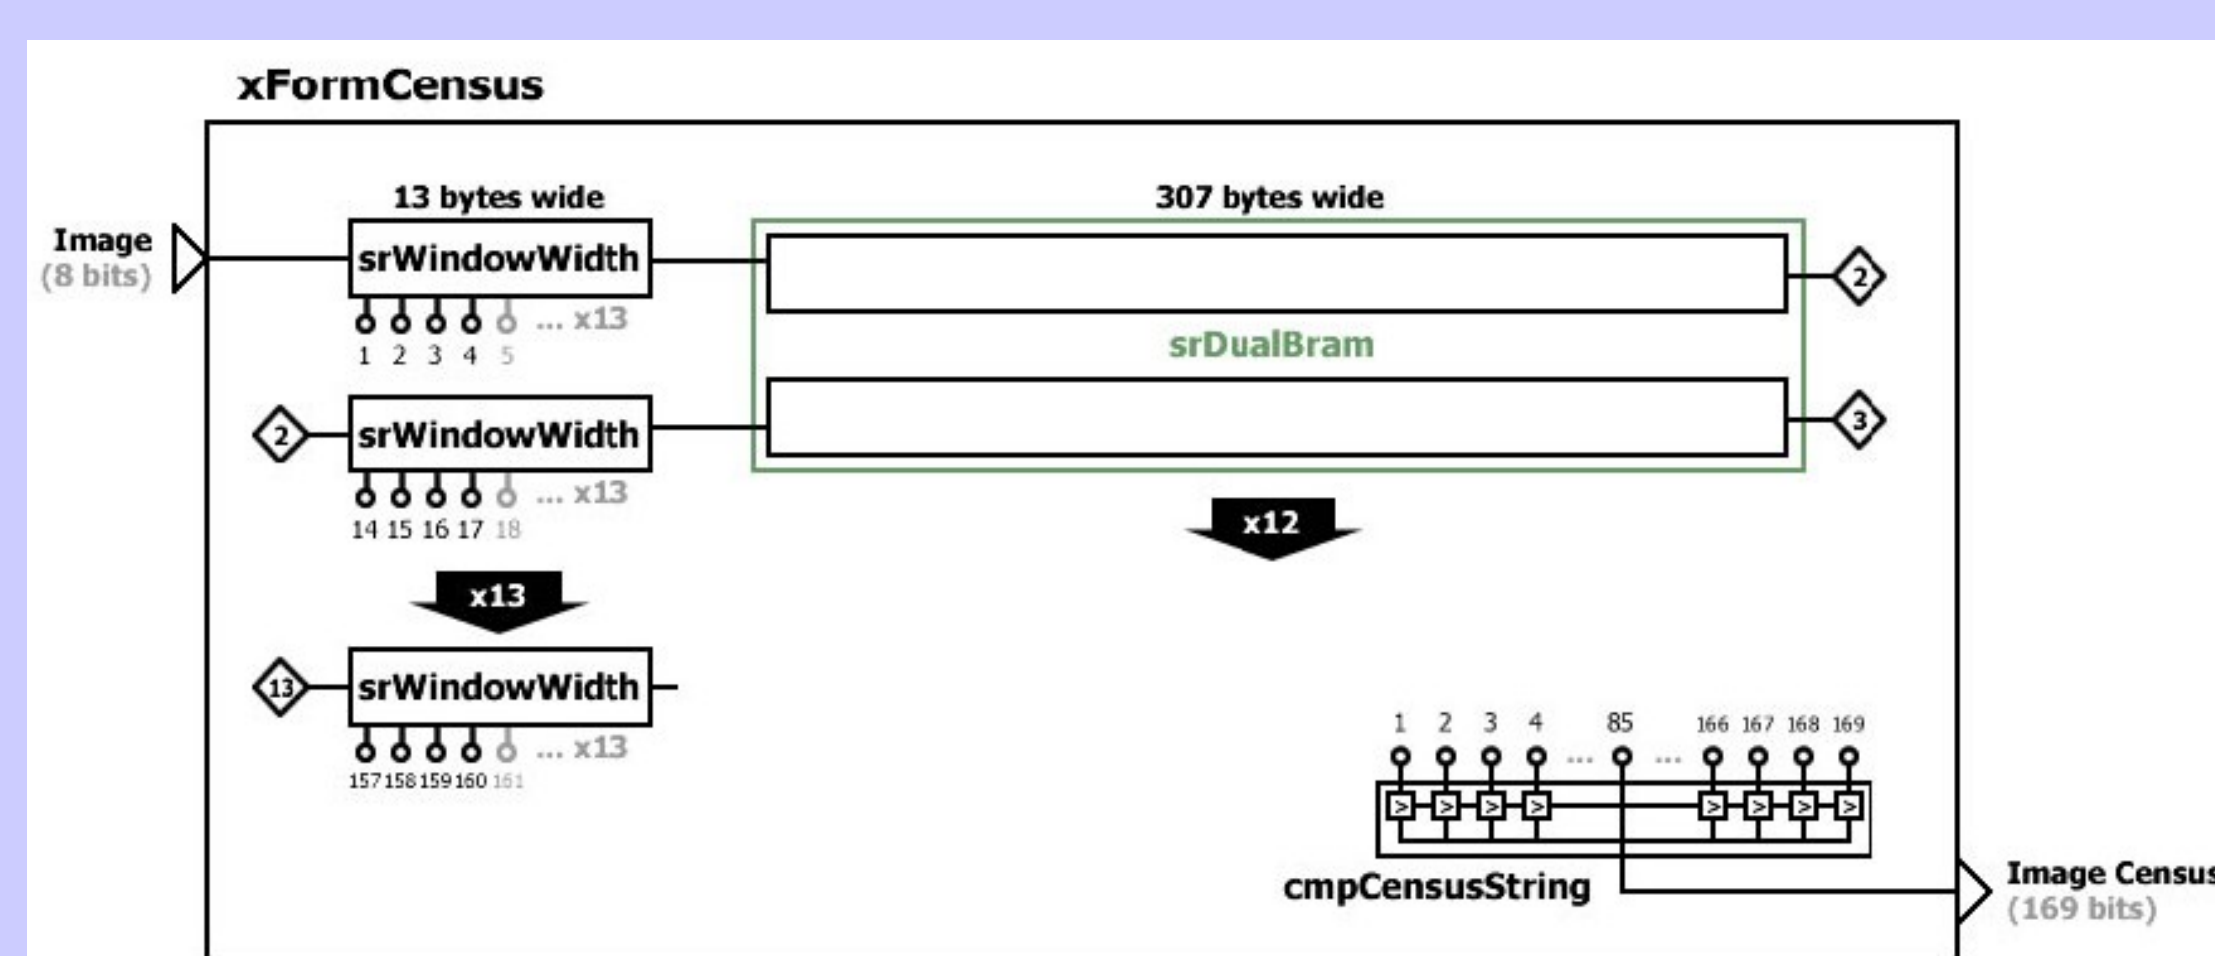 xFormCensus
13 bytes wide
307 bytes wide
Image
(8 bits)
srWindowWidth
2
... x13
1 2 3 4 5
srDualBram
2
srWindowWidth
3
... x13
14 15 16 17 18
x12
x13
13
srWindowWidth
... x13
157 158 159 160 161
1 2 3 4 85 166 167 168 169
... ...
> > > > > > > >
cmpCensusString
Image Census
(169 bits)